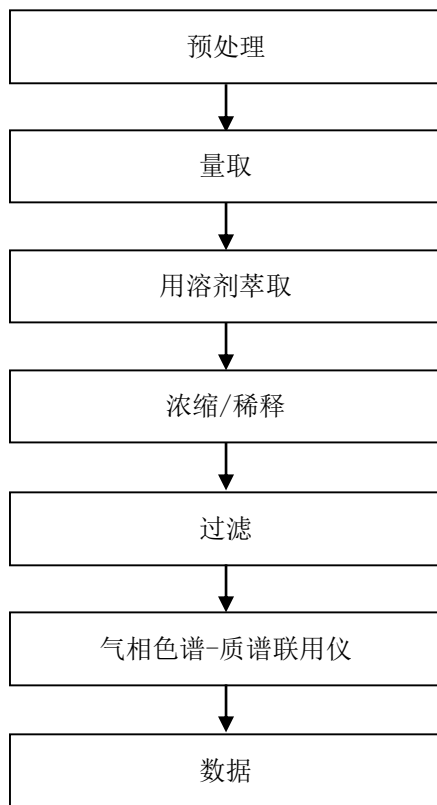 预处理
量取
用溶剂萃取
浓缩/稀释
过滤
气相色谱-质谱联用仪
数据